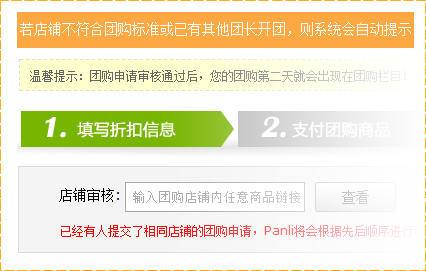 若店铺不符合团购标准或已有其他团长开团，则系统会自动提示
温馨提示：团购申请审核通过后，您的团购第二天就会出现在团购栏目
1. 填写折扣信息
2. 支付团购商品
店铺审核： 输入团购店铺内任意商品链接 查看
已经有人提交了相同店铺的团购申请，Panli将会根据先后顺序进行